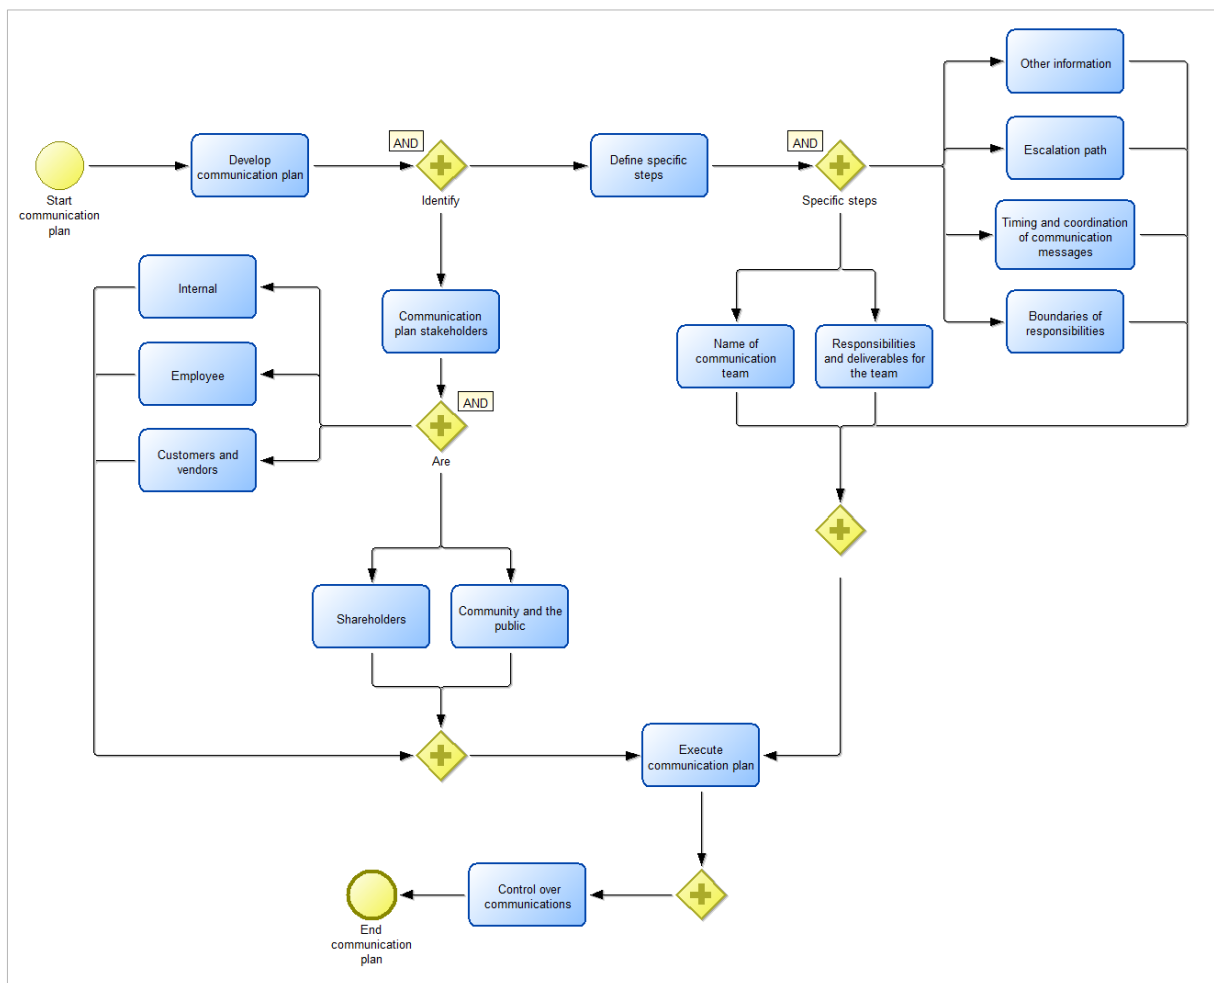 Other information
AND
AND
Develop
communication plan
Define specific
steps
Escalation path
Start
communication
plan
Identify
Specific steps
Timing and coordination
of communication
messages
Internal
Communication
plan stakeholders
Boundaries of
responsibilities
Name of
communication
team
Responsibilities
and deliverables for
the team
Employee
AND
Customers and
vendors
Are
Shareholders
Community and the
public
Execute
communication plan
Control over
communications
End
communication
plan